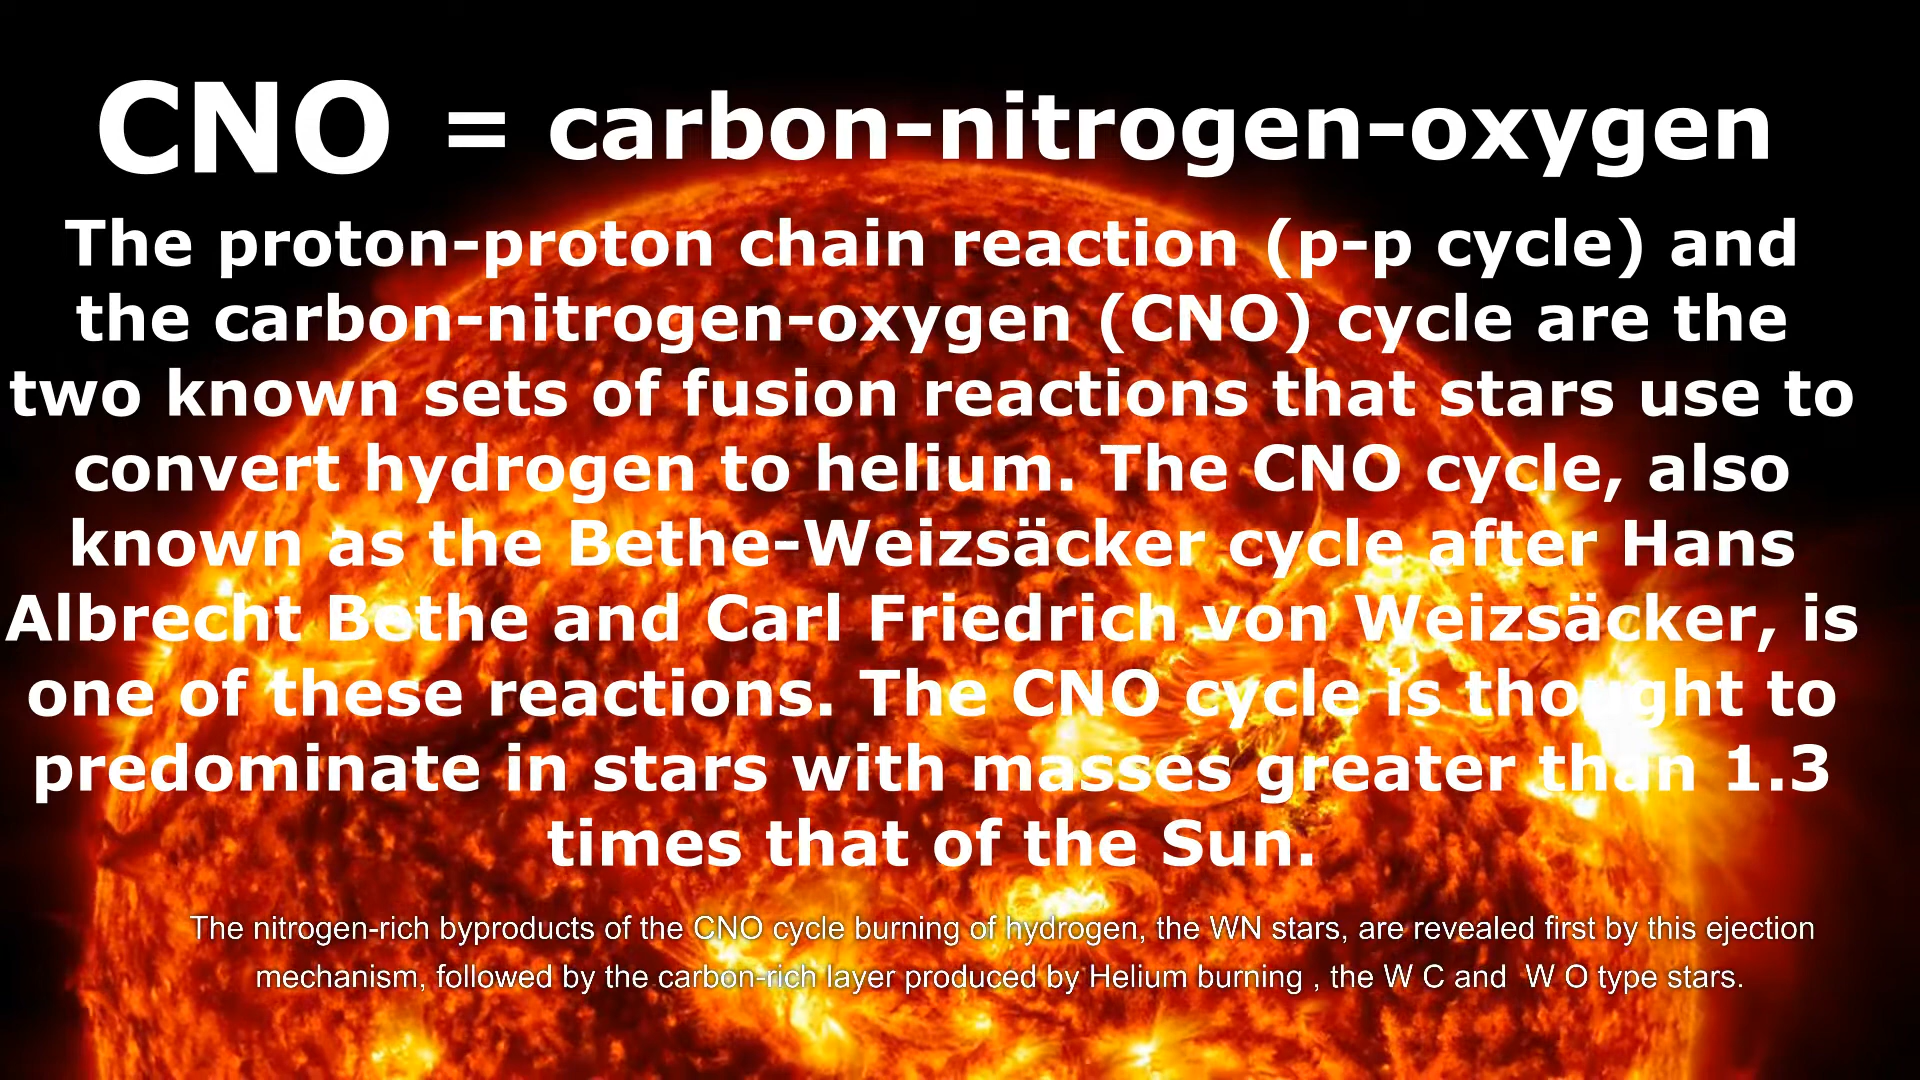 CNO = carbon-nitrogen-oxygen
The proton-proton chain reaction (p-p cycle) and
the carbon-nitrogen-oxygen (CNO) cycle are the
two known sets of fusion reactions that stars use to
convert hydrogen to helium. The CNO cycle, also
known as the Bethe-Weizsäcker cycle after Hans
Albrecht Bethe and Carl Friedrich von Weizsäcker, is
one of these reactions. The CNO cycle is thought to
predominate in stars with masses greater than 1.3
times that of the Sun.
The nitrogen-rich byproducts of the CNO cycle burning of hydrogen, the WN stars, are revealed first by this ejection
mechanism, followed by the carbon-rich layer produced by Helium burning , the W C and  W O type stars.